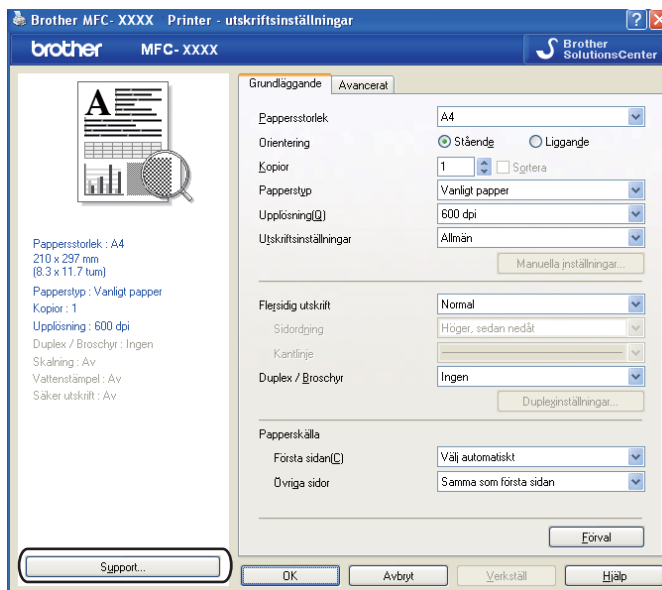 Brother MFC- XXXX Printer - utskriftsinställningar
brother MFC- XXXX
Brother
SolutionsCenter
Grundläggande Avancerat
A
Pappersstorlek : A4
210 x 297 mm
(8.3 x 11.7 tum)
Papperstyp : Vanligt papper
Kopior : 1
Upplösning : 600 dpi
Duplex / Broschyr : Ingen
Skalning : Av
Vattenstämpel : Av
Säker utskrift : Av
Support...
Pappersstorlek A4
Orientering Stående Liggande
Kopior 1 Sortera
Papperstyp Vanligt papper
Upplösning(Q) 600 dpi
Utskriftsinställningar Allmän
Manuella inställningar...
Flersidig utskrift Normal
Sidordning Höger, sedan nedåt
Kantlinje
Duplex / Broschyr Ingen
Duplexinställningar...
Papperskälla
Första sidan(C) Välj automatiskt
Övriga sidor Samma som första sidan
Förval
OK Avbryt Verkställ Hjälp